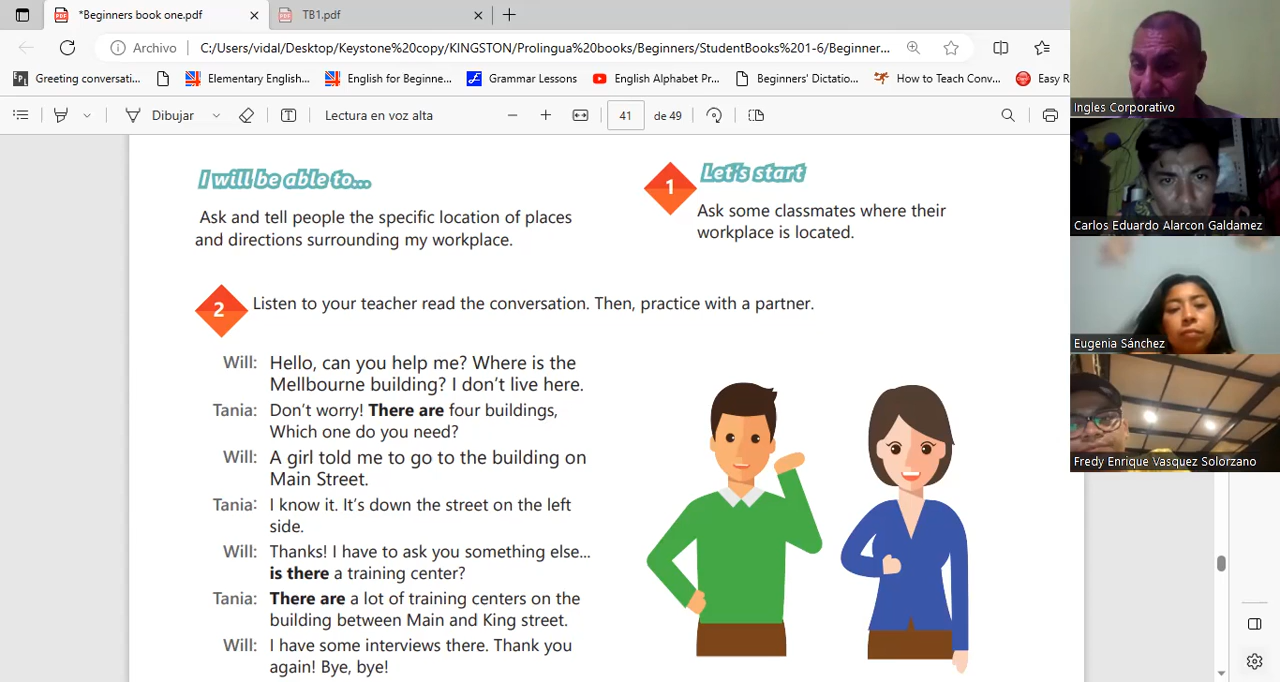 *Beginners book one.pdf
TB1.pdf
Archivo
C:/Users/vidal/Desktop/Keystone%20copy/KINGSTON/Prolingua%20books/Beginners/StudentBooks%201-6/Beginner...
Greeting conversati...
Elementary English...
English for Beginne...
Grammar Lessons
English Alphabet Pr...
Beginners' Dictatio...
How to Teach Conv...
Easy R
Dibujar
Lectura en voz alta
41
de 49
I will be able to...
Ask and tell people the specific location of places
and directions surrounding my workplace.
1
Let's start
Ask some classmates where their
workplace is located.
2
Listen to your teacher read the conversation. Then, practice with a partner.
Will: Hello, can you help me? Where is the
Mellbourne building? I don't live here.
Tania: Don't worry! There are four buildings,
Which one do you need?
Will: A girl told me to go to the building on
Main Street.
Tania: I know it. It's down the street on the left
side.
Will: Thanks! I have to ask you something else...
is there a training center?
Tania: There are a lot of training centers on the
building between Main and King street.
Will: I have some interviews there. Thank you
again! Bye, bye!
Ingles Corporativo
Carlos Eduardo Alarcon Galdamez
Eugenia Sánchez
Fredy Enrique Vasquez Solorzano